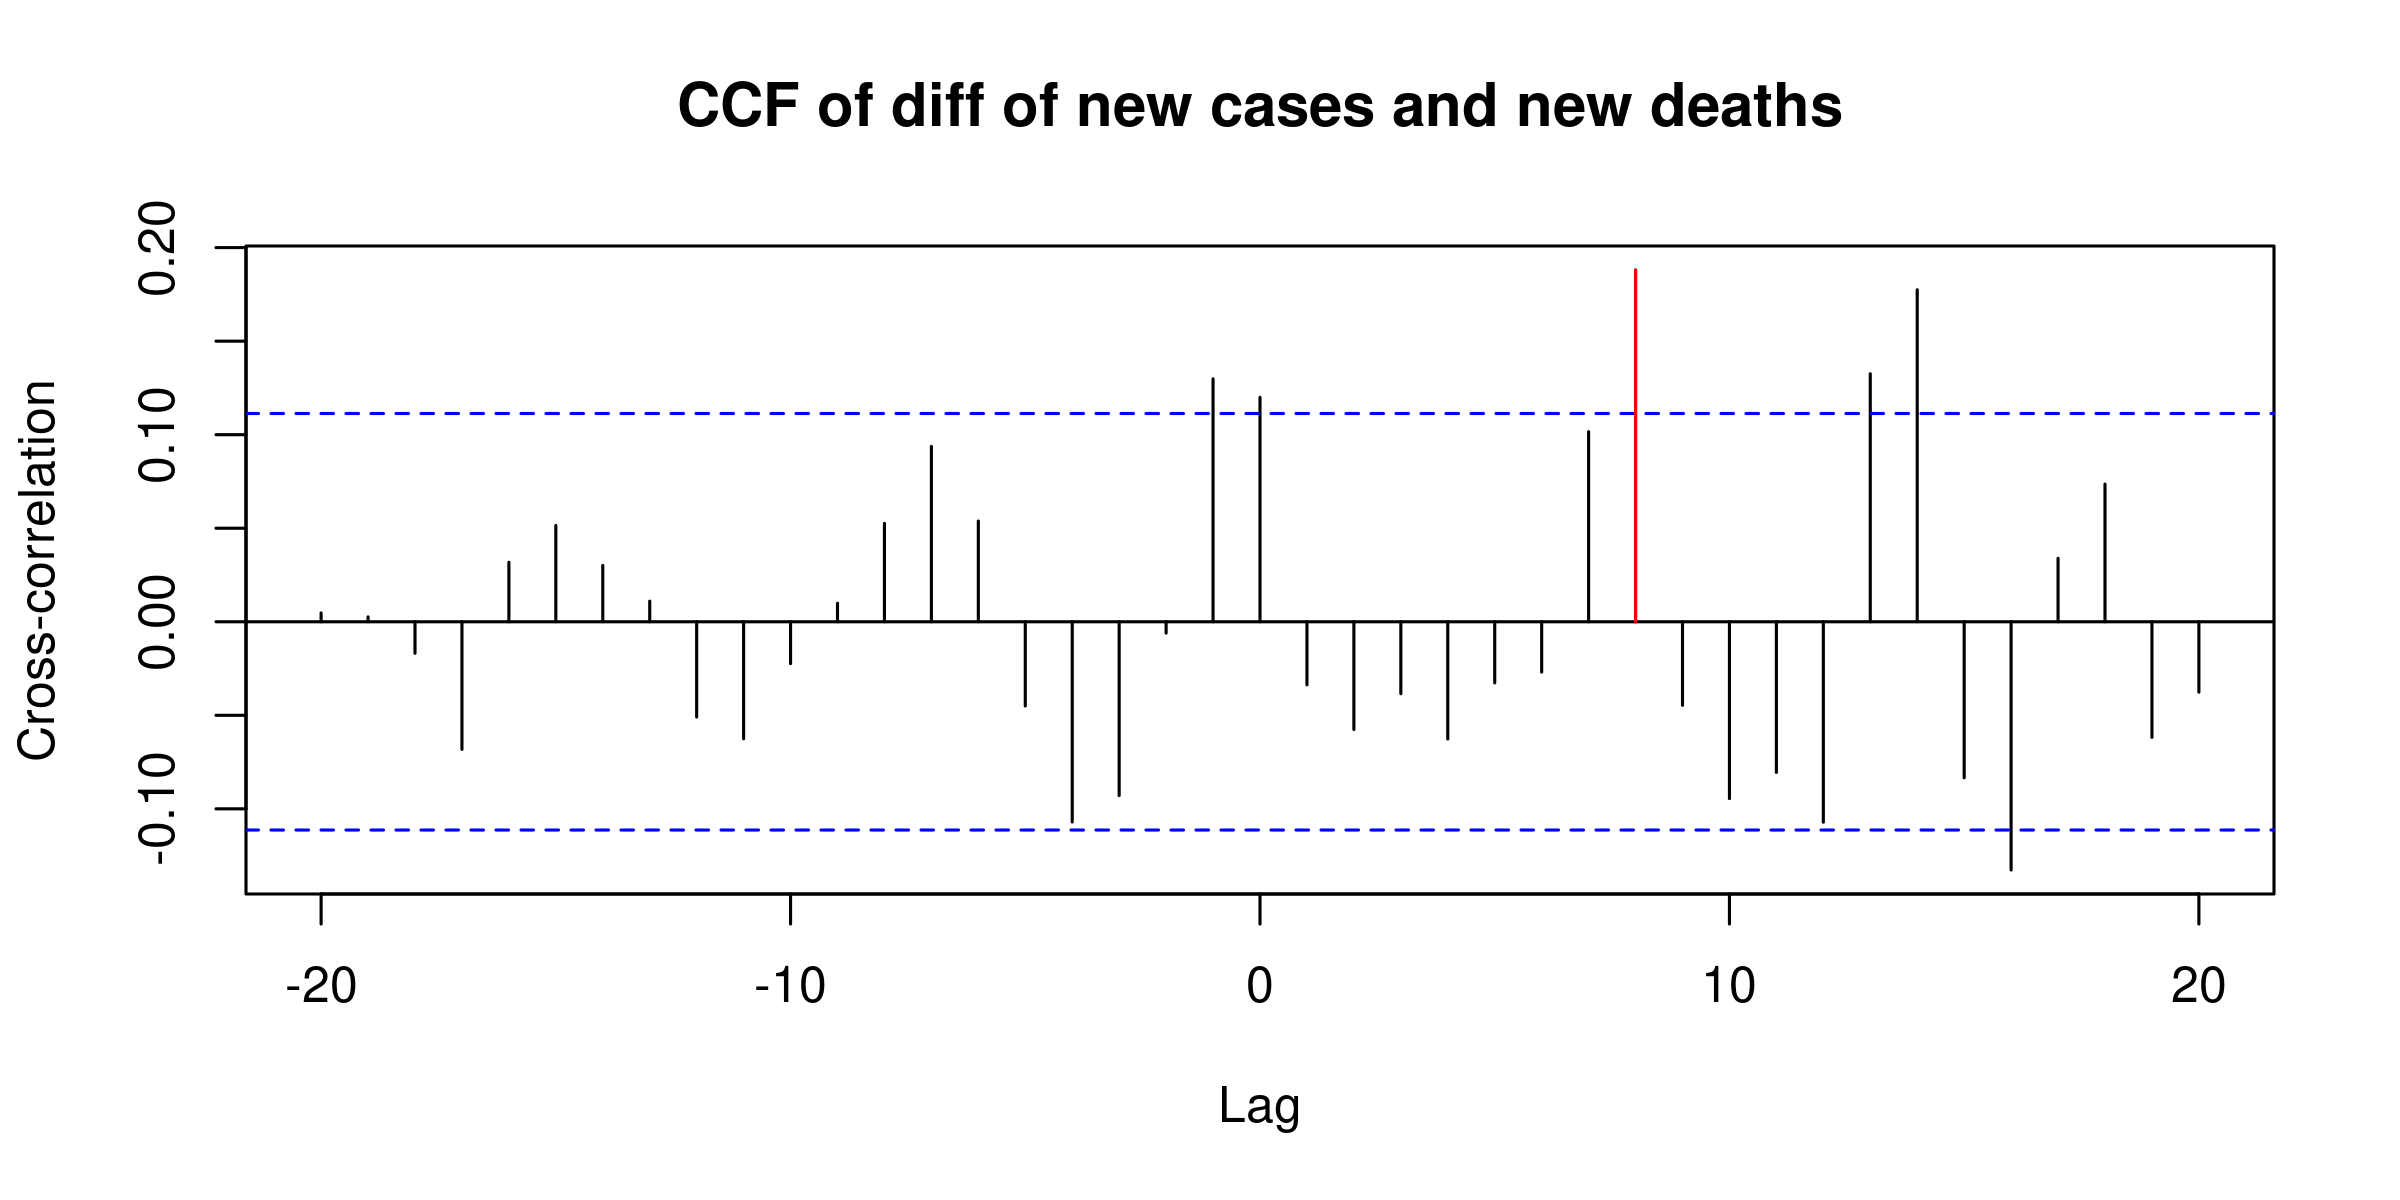 CCF of diff of new cases and new deaths
Cross-correlation
0.20
0.10
0.00
-0.10
-20 -10 0 10 20
Lag